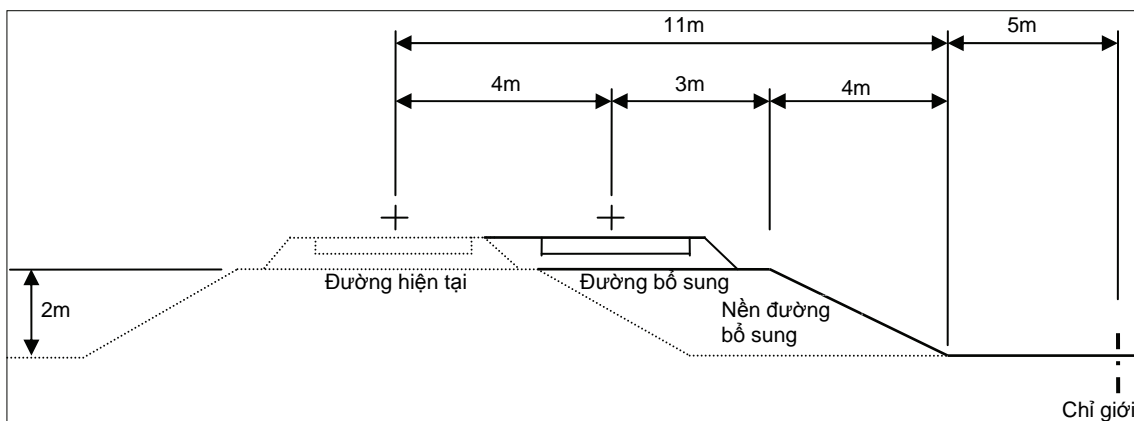 11m
5m
4m
3m
4m
Đường hiện tại
Đường bổ sung
2m
Nền đường
bổ sung
Chỉ giới